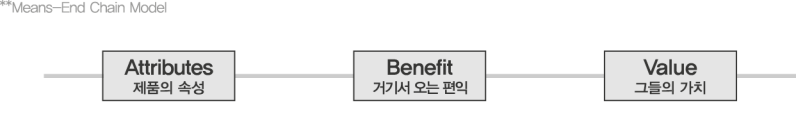 **Means-End Chain Model
Attributes
제품의 속성
Benefit
거기서 오는 편익
Value
그들의 가치